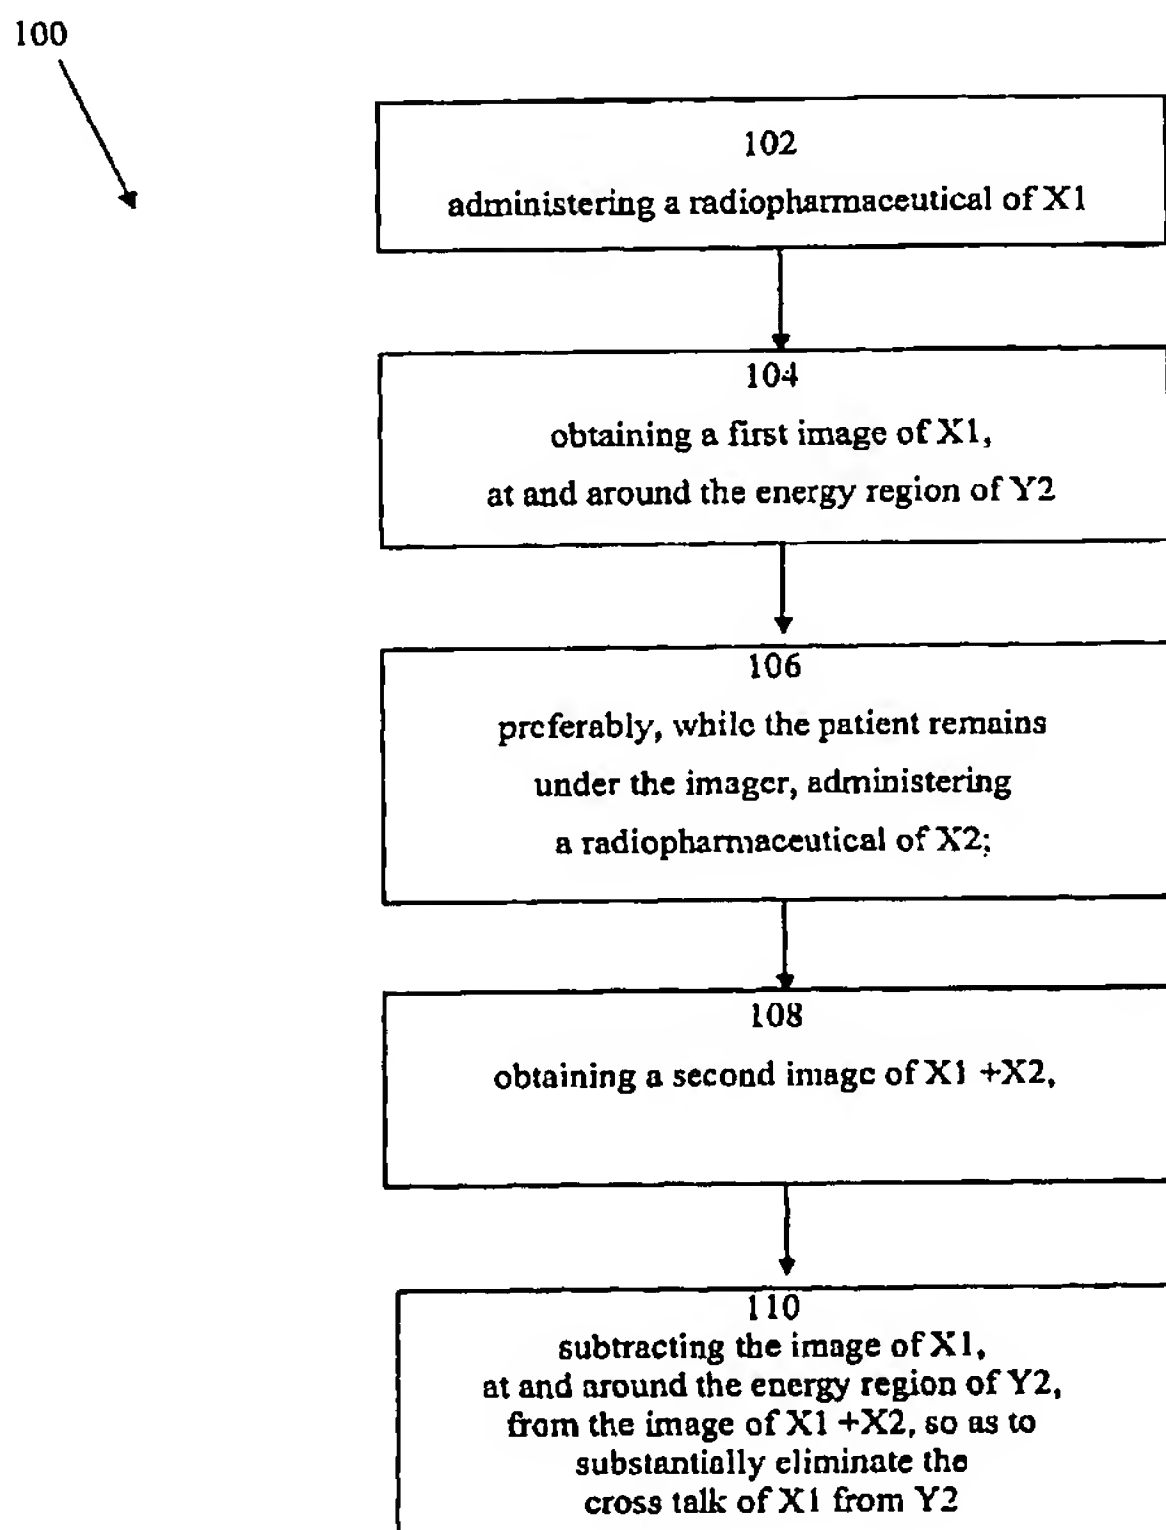 100
102
administering a radiopharmaceutical of X1
104
obtaining a first image of X1,
at and around the energy region of Y2
106
preferably, while the patient remains
under the imager, administering
a radiopharmaceutical of X2;
108
obtaining a second image of X1 +X2,
110
subtracting the image of X1,
at and around the energy region of Y2,
from the image of X1 +X2, so as to
substantially eliminate the
cross talk of X1 from Y2